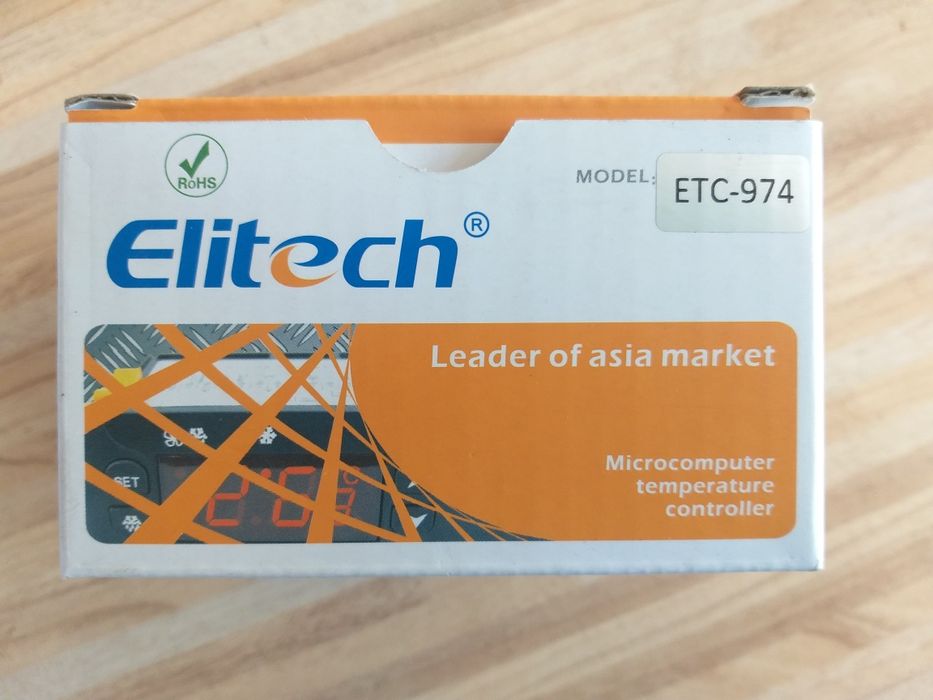 RoHS
MODEL: ETC-974
Elitech®
Leader of asia market
SET
Microcomputer
temperature
controller